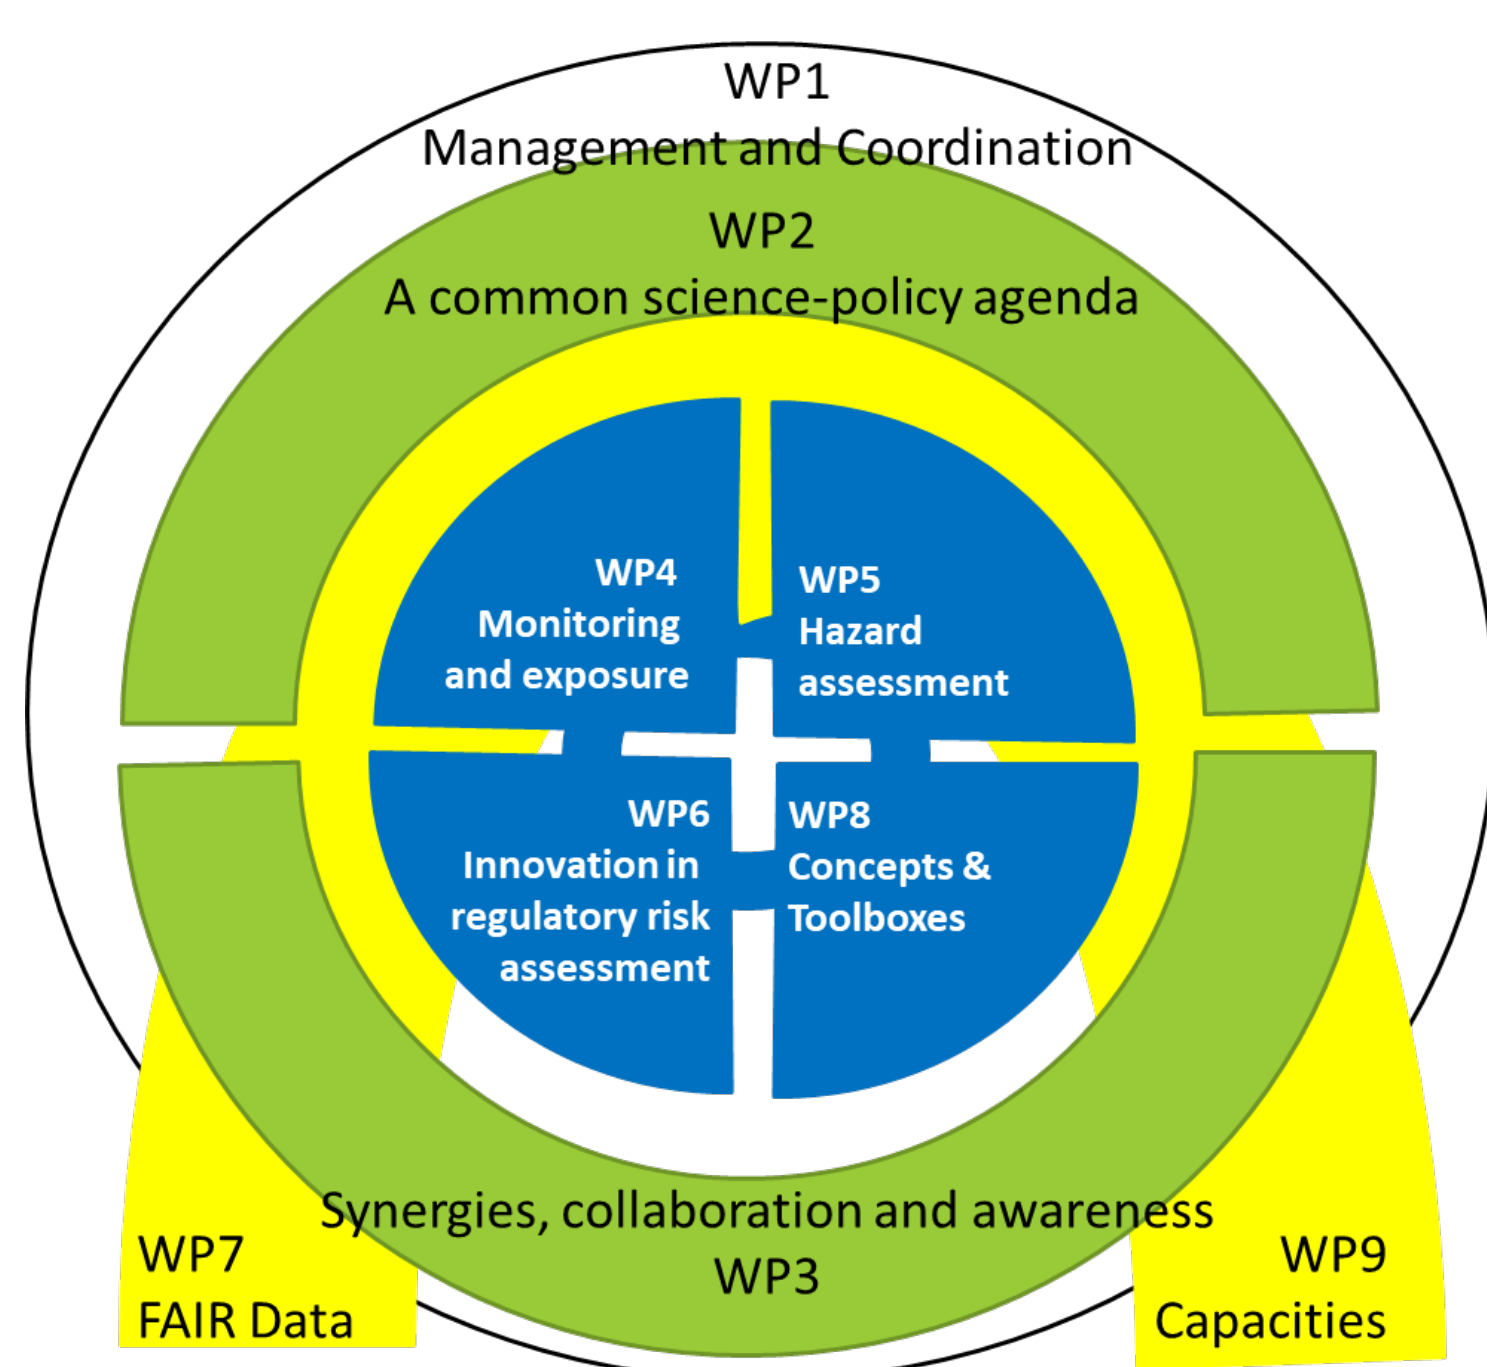 WP1
Management and Coordination
WP2
A common science-policy agenda
WP4
Monitoring
and exposure
WP5
Hazard
assessment
WP6
Innovation in
regulatory risk
assessment
WP8
Concepts &
Toolboxes
Synergies, collaboration and awareness
WP3
WP7
FAIR Data
WP9
Capacities